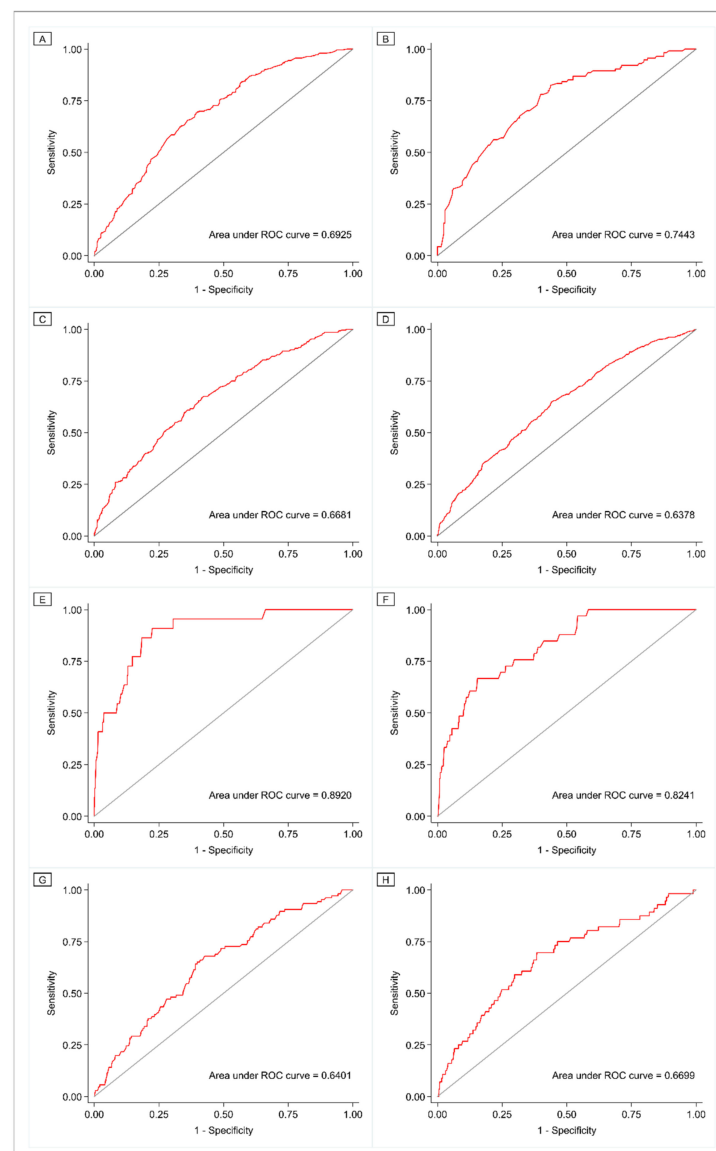 A
B
1.00
0.75
0.50
0.25
0.00
Sensitivity
Area under ROC curve = 0.6925
0.00 0.25 0.50 0.75 1.00
1 - Specificity
1.00
0.75
0.50
0.25
0.00
Sensitivity
Area under ROC curve = 0.7443
0.00 0.25 0.50 0.75 1.00
1 - Specificity
C
D
1.00
0.75
0.50
0.25
0.00
Sensitivity
Area under ROC curve = 0.6681
0.00 0.25 0.50 0.75 1.00
1 - Specificity
1.00
0.75
0.50
0.25
0.00
Sensitivity
Area under ROC curve = 0.6378
0.00 0.25 0.50 0.75 1.00
1 - Specificity
E
F
1.00
0.75
0.50
0.25
0.00
Sensitivity
Area under ROC curve = 0.8920
0.00 0.25 0.50 0.75 1.00
1 - Specificity
1.00
0.75
0.50
0.25
0.00
Sensitivity
Area under ROC curve = 0.8241
0.00 0.25 0.50 0.75 1.00
1 - Specificity
G
H
1.00
0.75
0.50
0.25
0.00
Sensitivity
Area under ROC curve = 0.6401
0.00 0.25 0.50 0.75 1.00
1 - Specificity
1.00
0.75
0.50
0.25
0.00
Sensitivity
Area under ROC curve = 0.6699
0.00 0.25 0.50 0.75 1.00
1 - Specificity